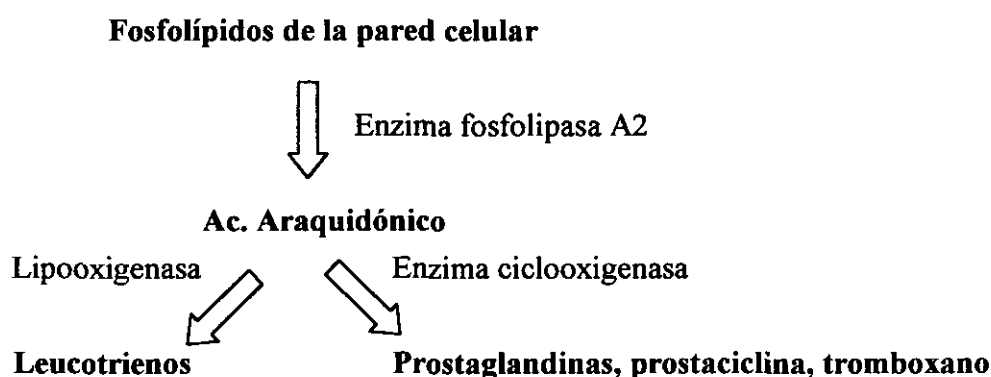 Fosfolípidos de la pared celular
Enzima fosfolipasa A2
Ac. Araquidónico
Lipooxigenasa
Enzima ciclooxigenasa
Leucotrienos
Prostaglandinas, prostaciclina, tromboxano